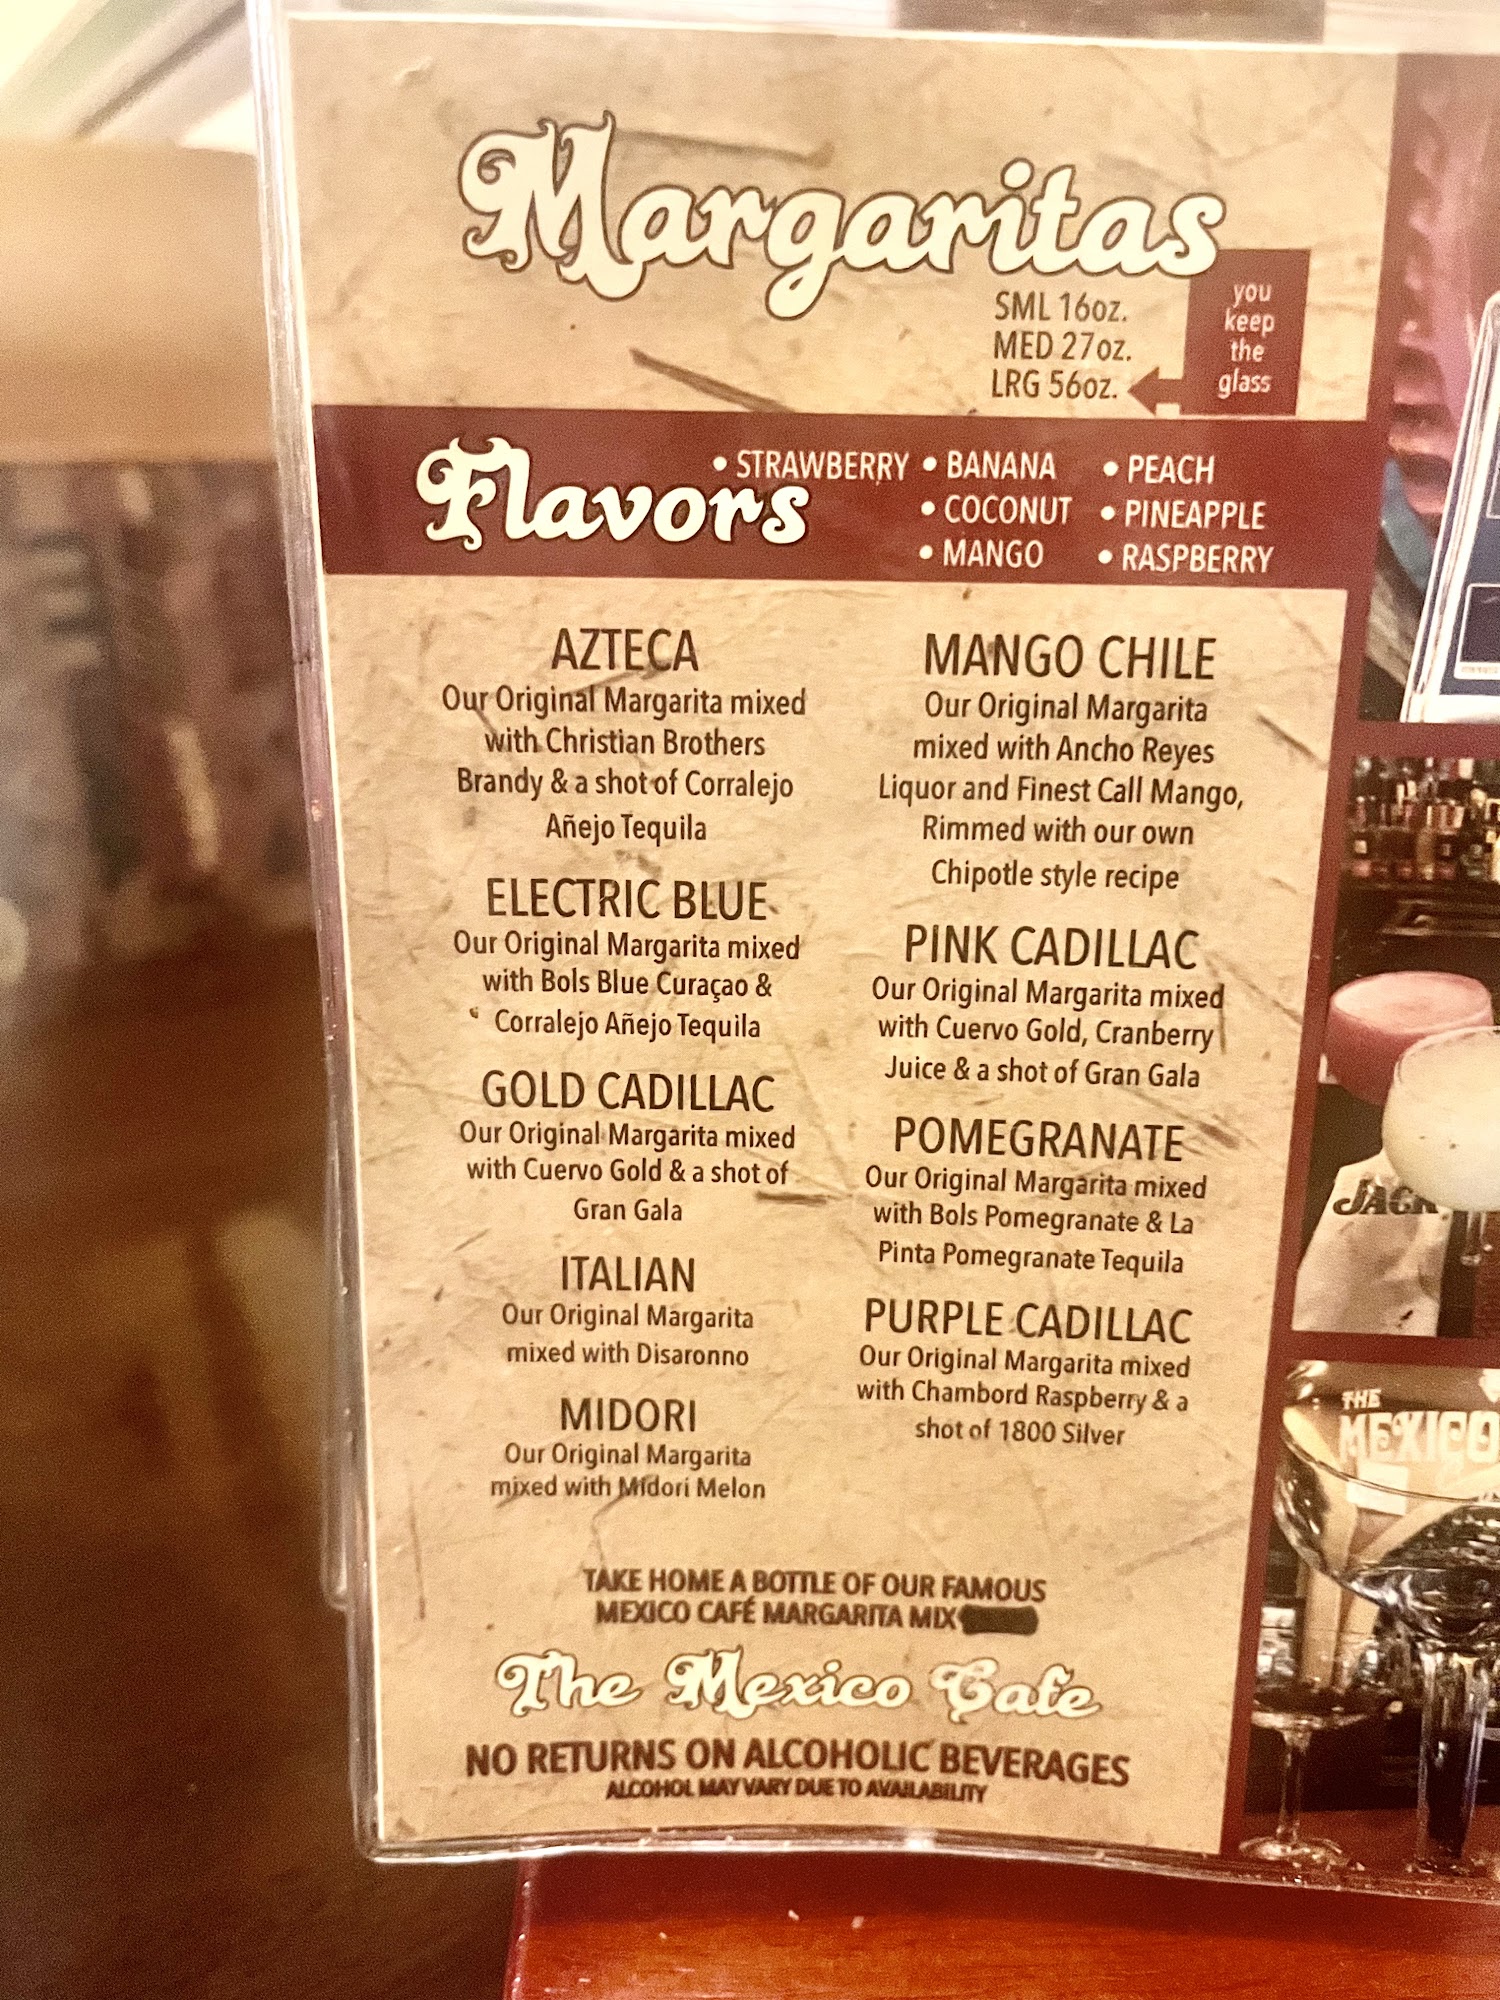 Margaritas
SML 16oz.
MED 27oz.
LRG 56oz.
you
keep
the
glass
Flavors
• STRAWBERRY • BANANA • PEACH
• COCONUT • PINEAPPLE
• MANGO • RASPBERRY
AZTECA
Our Original Margarita mixed
with Christian Brothers
Brandy & a shot of Corralejo
Añejo Tequila
ELECTRIC BLUE
Our Original Margarita mixed
with Bols Blue Curaçao &
Corralejo Añejo Tequila
GOLD CADILLAC
Our Original Margarita mixed
with Cuervo Gold & a shot of
Gran Gala
ITALIAN
Our Original Margarita
mixed with Disaronno
MIDORI
Our Original Margarita
mixed with Midori Melon
MANGO CHILE
Our Original Margarita
mixed with Ancho Reyes
Liquor and Finest Call Mango,
Rimmed with our own
Chipotle style recipe
PINK CADILLAC
Our Original Margarita mixed
with Cuervo Gold, Cranberry
Juice & a shot of Gran Gala
POMEGRANATE
Our Original Margarita mixed
with Bols Pomegranate & La
Pinta Pomegranate Tequila
PURPLE CADILLAC
Our Original Margarita mixed
with Chambord Raspberry & a
shot of 1800 Silver
TAKE HOME A BOTTLE OF OUR FAMOUS
MEXICO CAFÉ MARGARITA MIX
The Mexico Cafe
NO RETURNS ON ALCOHOLIC BEVERAGES
ALCOHOL MAY VARY DUE TO AVAILABILITY
JACK
THE
MEXICO